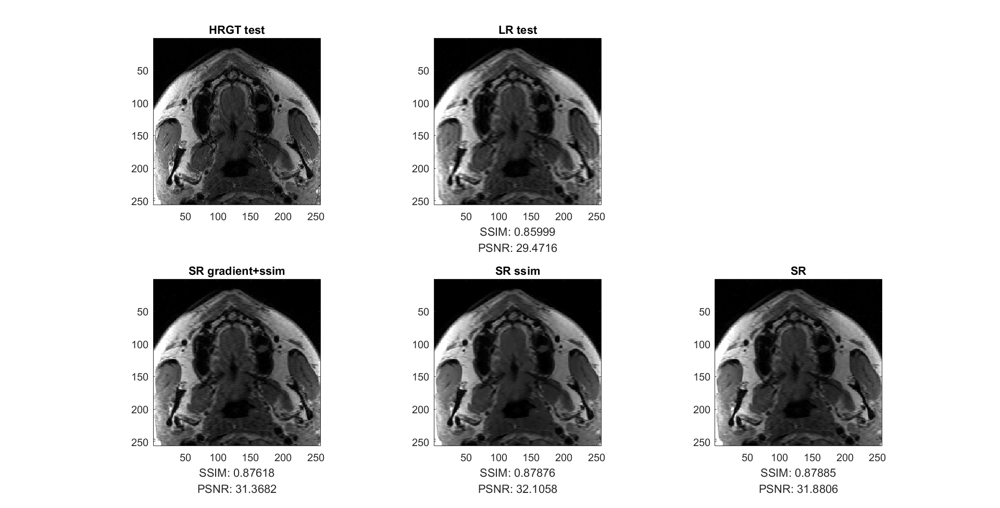 HRGT test
50
100
150
200
250
50 100 150 200 250
LR test
50
100
150
200
250
50 100 150 200 250
SSIM: 0.85999
PSNR: 29.4716
SR gradient+ssim
50
100
150
200
250
50 100 150 200 250
SSIM: 0.87618
PSNR: 31.3682
SR ssim
50
100
150
200
250
50 100 150 200 250
SSIM: 0.87876
PSNR: 32.1058
SR
50
100
150
200
250
50 100 150 200 250
SSIM: 0.87885
PSNR: 31.8806